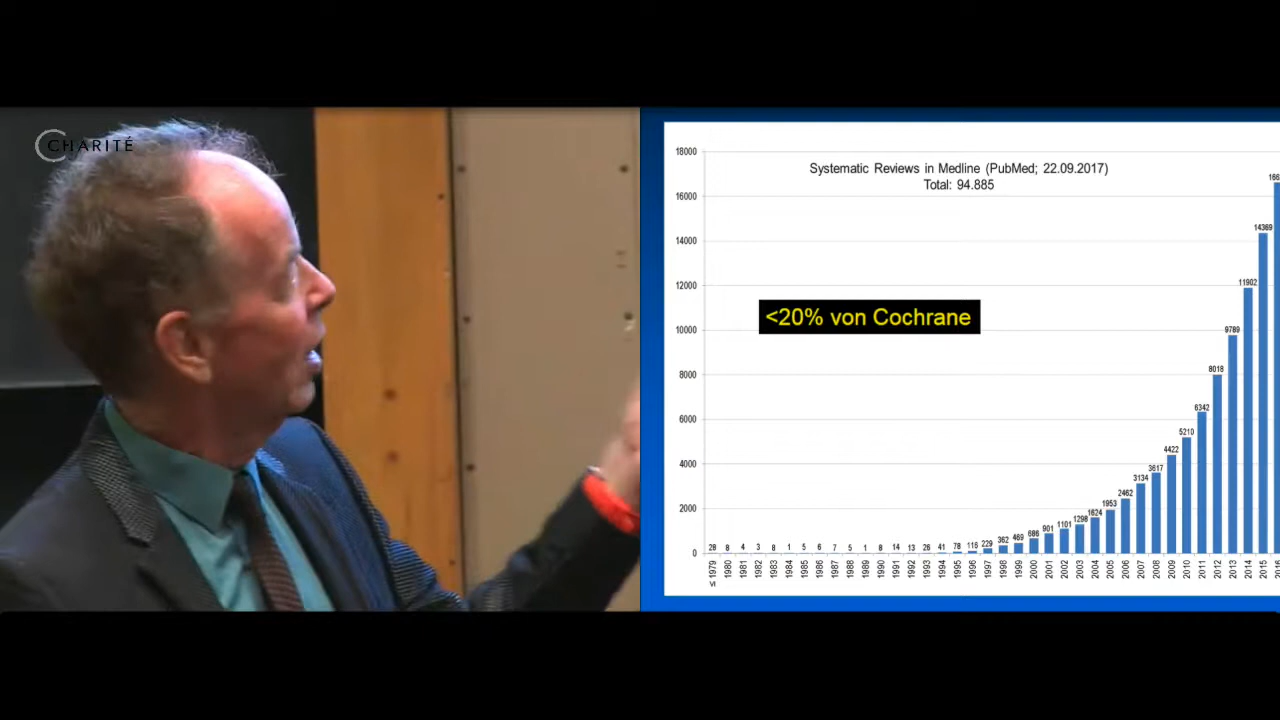 CHARITÉ
Systematic Reviews in Medline (PubMed; 22.09.2017)
Total: 94.885
<20% von Cochrane
18000
16000
14000
12000
10000
8000
6000
4000
2000
0
28 8 4 3 8 1 5 6 7 5 1 8 14 13 26 41 78 116 229 362 469 686 901 1101 1298 1624 1953 2462 3134 3617 4422 5210 6342 8018 9789 11902 14369
≤ 1979 1980 1981 1982 1983 1984 1985 1986 1987 1988 1989 1990 1991 1992 1993 1994 1995 1996 1997 1998 1999 2000 2001 2002 2003 2004 2005 2006 2007 2008 2009 2010 2011 2012 2013 2014 2015 2016